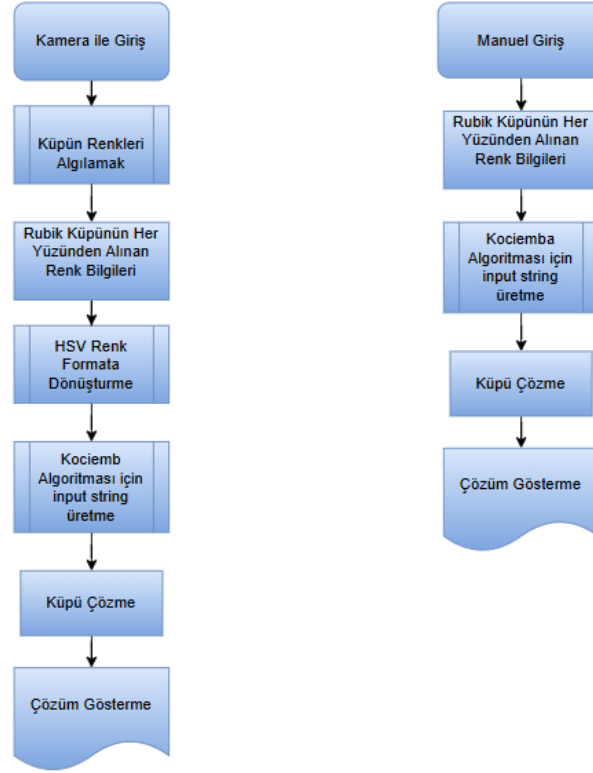 Kamera ile Giriş
Küpün Renkleri
Algılamak
Rubik Küpünün Her
Yüzünden Alınan
Renk Bilgileri
HSV Renk
Formata
Dönüşturme
Kociemb
Algoritması için
input string
üretme
Küpü Çözme
Çözüm Gösterme
Manuel Giriş
Rubik Küpünün Her
Yüzünden Alınan
Renk Bilgileri
Kociemba
Algoritması için
input string
üretme
Küpü Çözme
Çözüm Gösterme